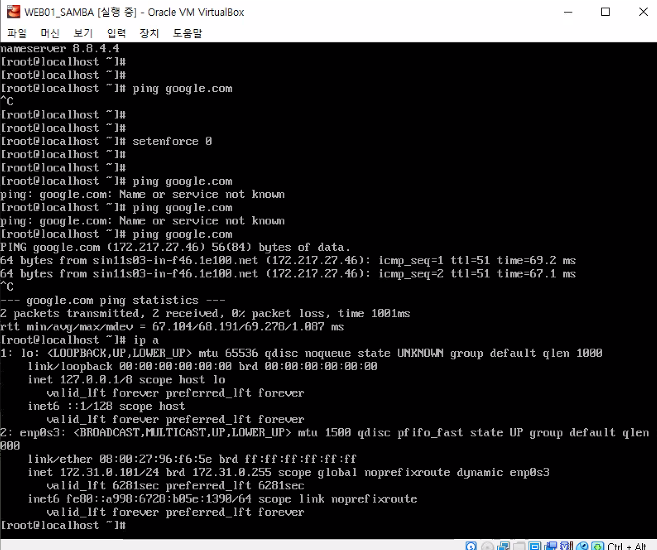 WEB01_SAMBA [실행 중] - Oracle VM VirtualBox
파일 머신 보기 입력 장치 도움말
nameserver 8.8.4.4
[root@localhost ~]#
[root@localhost ~]#
[root@localhost ~]# ping google.com
^C
[root@localhost ~]#
[root@localhost ~]#
[root@localhost ~]# setenforce 0
[root@localhost ~]#
[root@localhost ~]#
[root@localhost ~]# ping google.com
ping: google.com: Name or service not known
[root@localhost ~]# ping google.com
ping: google.com: Name or service not known
[root@localhost ~]# ping google.com
PING google.com (172.217.27.46) 56(84) bytes of data.
64 bytes from sin11s03-in-f46.1e100.net (172.217.27.46): icmp_seq=1 ttl=51 time=69.2 ms
64 bytes from sin11s03-in-f46.1e100.net (172.217.27.46): icmp_seq=2 ttl=51 time=67.1 ms
^C
--- google.com ping statistics ---
2 packets transmitted, 2 received, 0% packet loss, time 1001ms
rtt min/avg/max/mdev = 67.104/68.191/69.278/1.087 ms
[root@localhost ~]# ip a
1: lo: <LOOPBACK,UP,LOWER_UP> mtu 65536 qdisc noqueue state UNKNOWN group default qlen 1000
link/loopback 00:00:00:00:00:00 brd 00:00:00:00:00:00
inet 127.0.0.1/8 scope host lo
valid_lft forever preferred_lft forever
inet6 ::1/128 scope host
valid_lft forever preferred_lft forever
2: enp0s3: <BROADCAST,MULTICAST,UP,LOWER_UP> mtu 1500 qdisc pfifo_fast state UP group default qlen
000
link/ether 08:00:27:96:f6:5e brd ff:ff:ff:ff:ff:ff
inet 172.31.0.101/24 brd 172.31.0.255 scope global noprefixroute dynamic enp0s3
valid_lft 6281sec preferred_lft 6281sec
inet6 fe80::a998:6728:b05e:1390/64 scope link noprefixroute
valid_lft forever preferred_lft forever
[root@localhost ~]#
Ctrl + Alt